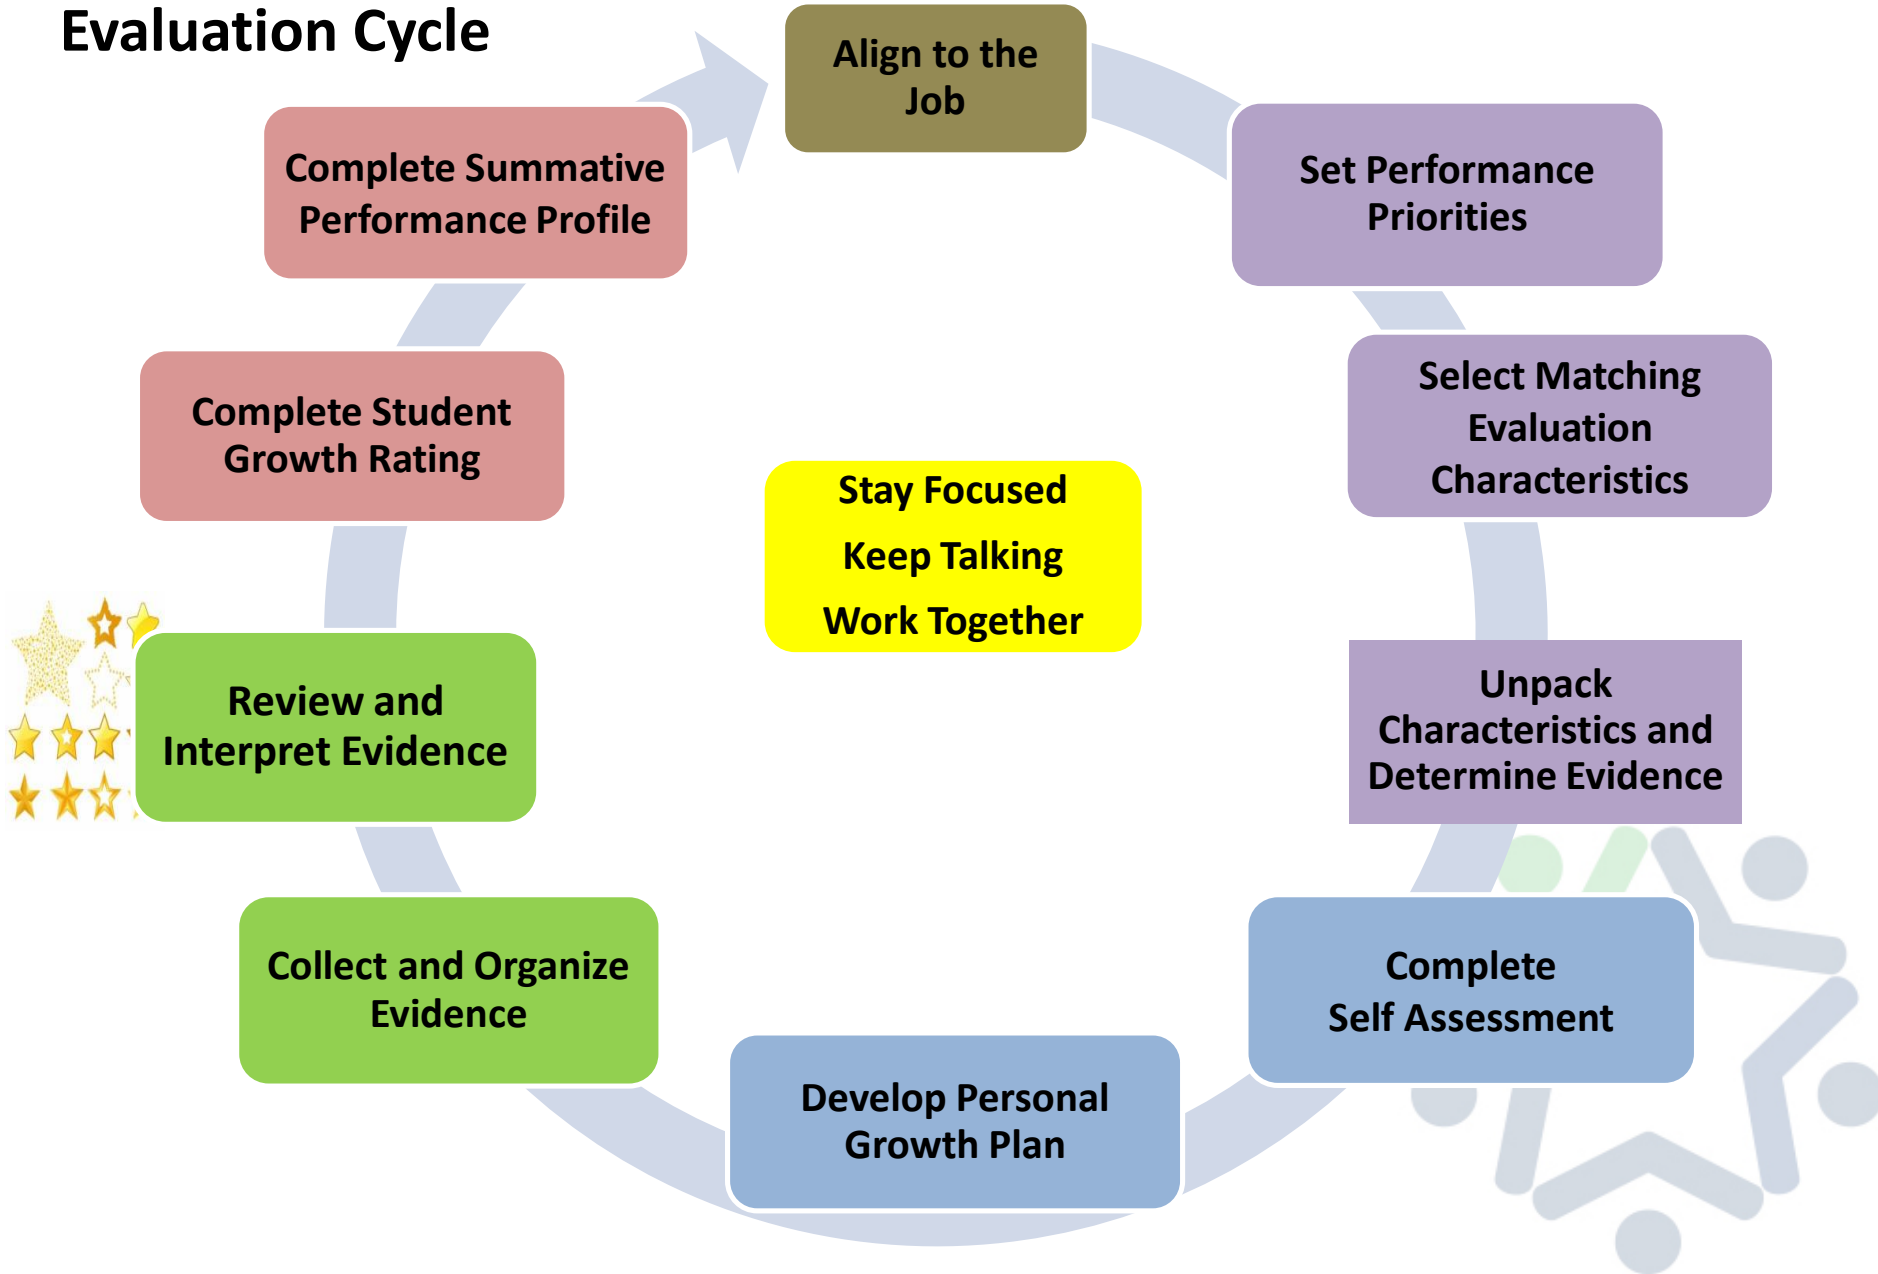 Evaluation Cycle
Align to the
Job
Set Performance
Priorities
Select Matching
Evaluation
Characteristics
Unpack
Characteristics and
Determine Evidence
Complete
Self Assessment
Develop Personal
Growth Plan
Collect and Organize
Evidence
Review and
Interpret Evidence
Complete Student
Growth Rating
Complete Summative
Performance Profile
Stay Focused
Keep Talking
Work Together